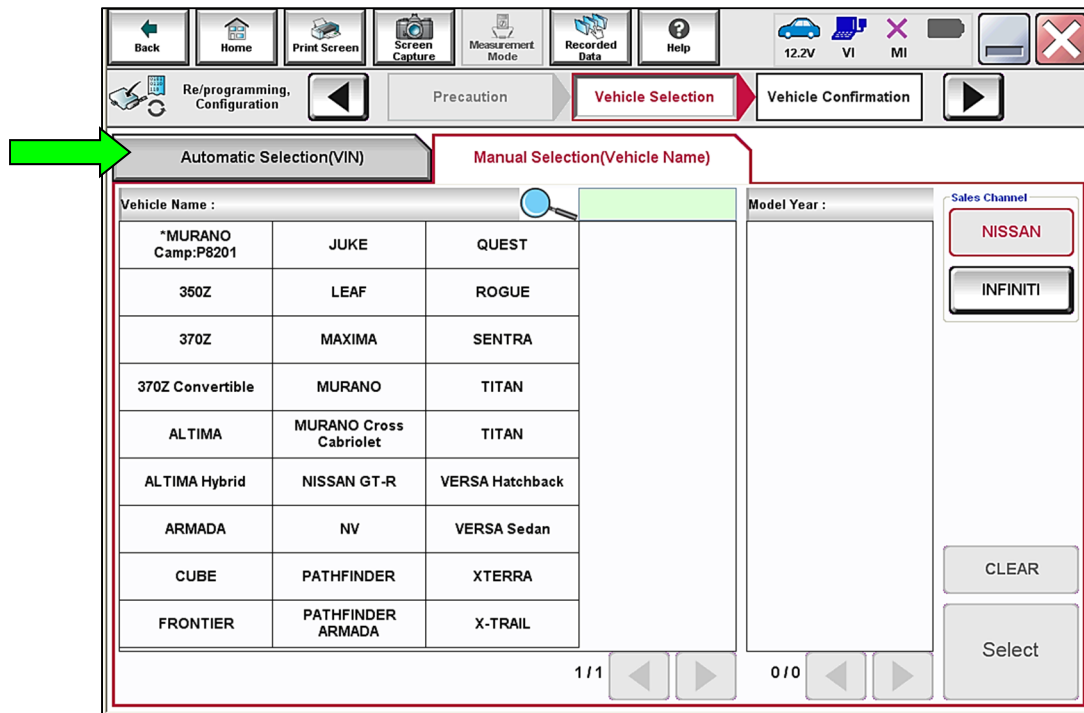 Back
Home
Print Screen
Screen
Capture
Measurement
Mode
Recorded
Data
Help
12.2V
VI
MI
Re/programming,
Configuration
Precaution
Vehicle Selection
Vehicle Confirmation
Automatic Selection(VIN)
Manual Selection(Vehicle Name)
Vehicle Name :
Model Year :
Sales Channel
*MURANO
Camp:P8201
JUKE
QUEST
NISSAN
350Z
LEAF
ROGUE
INFINITI
370Z
MAXIMA
SENTRA
370Z Convertible
MURANO
TITAN
ALTIMA
MURANO Cross
Cabriolet
TITAN
ALTIMA Hybrid
NISSAN GT-R
VERSA Hatchback
ARMADA
NV
VERSA Sedan
CUBE
PATHFINDER
XTERRA
CLEAR
FRONTIER
PATHFINDER
ARMADA
X-TRAIL
Select
1/1
0/0